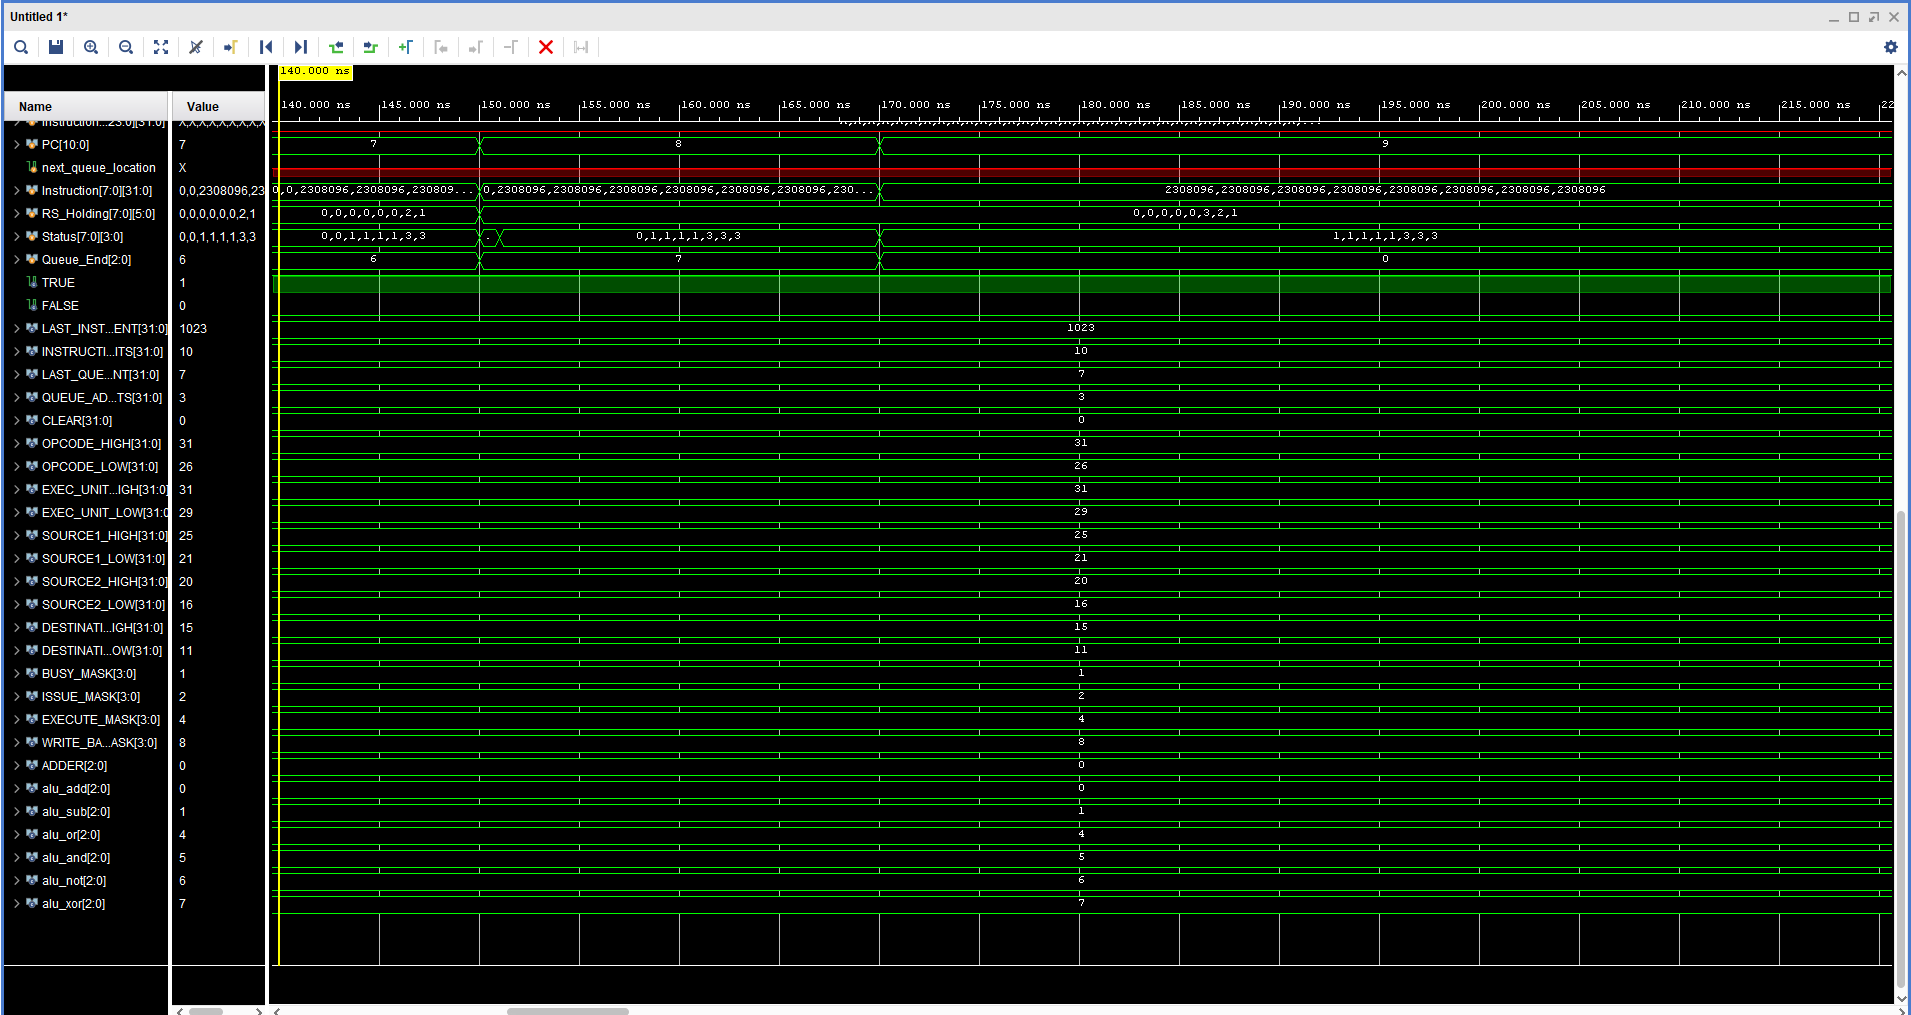 Untitled 1*
140.000 ns
Name Value
140.000 ns 145.000 ns 150.000 ns 155.000 ns 160.000 ns 165.000 ns 170.000 ns 175.000 ns 180.000 ns 185.000 ns 190.000 ns 195.000 ns 200.000 ns 205.000 ns 210.000 ns 215.000 ns 22
PC[10:0] 7 7 8 9
next_queue_location X
Instruction[7:0][31:0] 0,0,2308096,23 0,0,2308096,2308096,230809... 0,2308096,2308096,2308096,2308096,2308096,2308096,230... 2308096,2308096,2308096,2308096,2308096,2308096,2308096,2308096
RS_Holding[7:0][5:0] 0,0,0,0,0,0,2,1 0,0,0,0,0,0,2,1 0,0,0,0,0,3,2,1
Status[7:0][3:0] 0,0,1,1,1,1,3,3 0,0,1,1,1,1,3,3 . 0,1,1,1,1,3,3,3 1,1,1,1,1,3,3,3
Queue_End[2:0] 6 6 7 0
TRUE 1
FALSE 0
LAST_INST...ENT[31:0] 1023 1023
INSTRUCTI...ITS[31:0] 10 10
LAST_QUE...NT[31:0] 7 7
QUEUE_AD...TS[31:0] 3 3
CLEAR[31:0] 0 0
OPCODE_HIGH[31:0] 31 31
OPCODE_LOW[31:0] 26 26
EXEC_UNIT...IGH[31:0] 31 31
EXEC_UNIT_LOW[31:0 29 29
SOURCE1_HIGH[31:0] 25 25
SOURCE1_LOW[31:0] 21 21
SOURCE2_HIGH[31:0] 20 20
SOURCE2_LOW[31:0] 16 16
DESTINATI...IGH[31:0] 15 15
DESTINATI...OW[31:0] 11 11
BUSY_MASK[3:0] 1 1
ISSUE_MASK[3:0] 2 2
EXECUTE_MASK[3:0] 4 4
WRITE_BA...ASK[3:0] 8 8
ADDER[2:0] 0 0
alu_add[2:0] 0 0
alu_sub[2:0] 1 1
alu_or[2:0] 4 4
alu_and[2:0] 5 5
alu_not[2:0] 6 6
alu_xor[2:0] 7 7